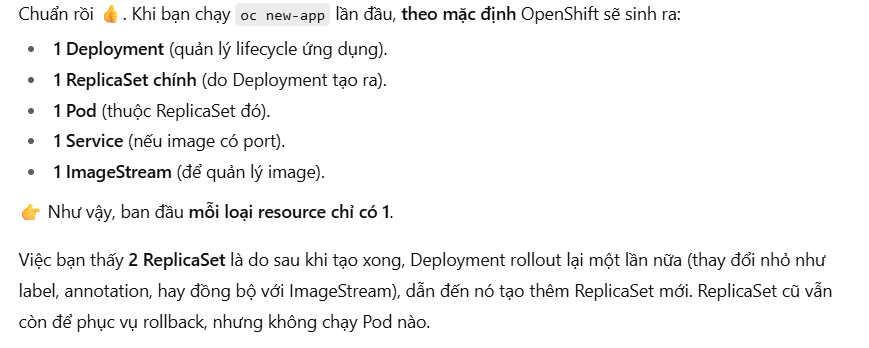 Chuẩn rồi 👍. Khi bạn chạy oc new-app lần đầu, theo mặc định OpenShift sẽ sinh ra:
• 1 Deployment (quản lý lifecycle ứng dụng).
• 1 ReplicaSet chính (do Deployment tạo ra).
• 1 Pod (thuộc ReplicaSet đó).
• 1 Service (nếu image có port).
• 1 ImageStream (để quản lý image).
👉 Như vậy, ban đầu mỗi loại resource chỉ có 1.
Việc bạn thấy 2 ReplicaSet là do sau khi tạo xong, Deployment rollout lại một lần nữa (thay đổi nhỏ như
label, annotation, hay đồng bộ với ImageStream), dẫn đến nó tạo thêm ReplicaSet mới. ReplicaSet cũ vẫn
còn để phục vụ rollback, nhưng không chạy Pod nào.